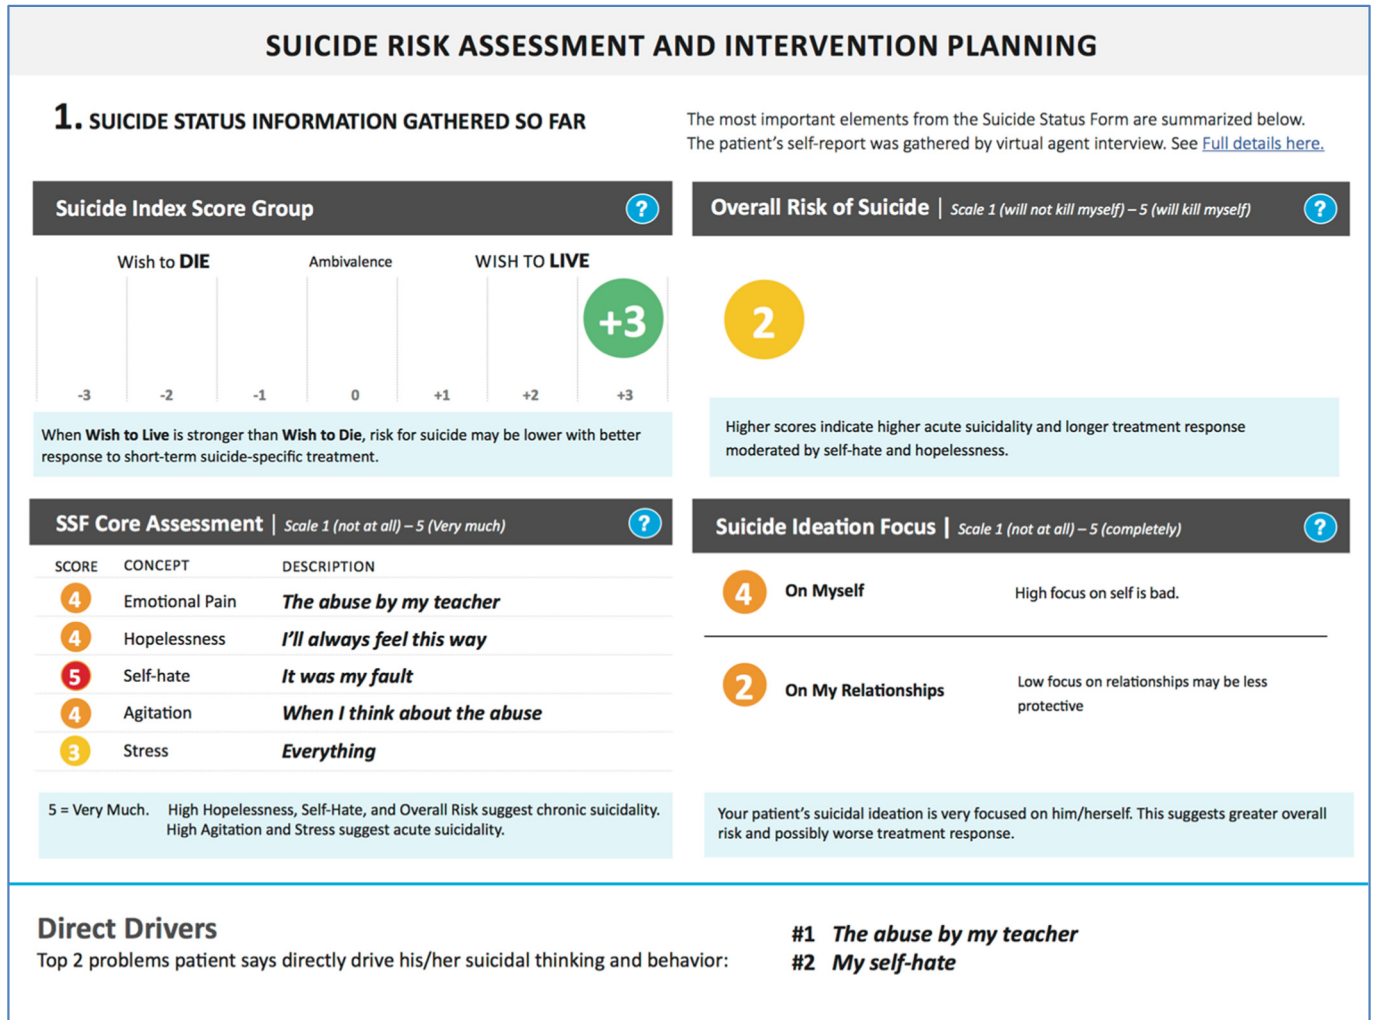 SUICIDE RISK ASSESSMENT AND INTERVENTION PLANNING
1. SUICIDE STATUS INFORMATION GATHERED SO FAR
The most important elements from the Suicide Status Form are summarized below.
The patient's self-report was gathered by virtual agent interview. See Full details here.
Suicide Index Score Group ?
Wish to DIE Ambivalence WISH TO LIVE
+3
-3 -2 -1 0 +1 +2 +3
When Wish to Live is stronger than Wish to Die, risk for suicide may be lower with better
response to short-term suicide-specific treatment.
Overall Risk of Suicide | Scale 1 (will not kill myself) – 5 (will kill myself) ?
2
Higher scores indicate higher acute suicidality and longer treatment response
moderated by self-hate and hopelessness.
SSF Core Assessment | Scale 1 (not at all) – 5 (Very much) ?
SCORE CONCEPT DESCRIPTION
4 Emotional Pain The abuse by my teacher
4 Hopelessness I'll always feel this way
5 Self-hate It was my fault
4 Agitation When I think about the abuse
3 Stress Everything
5 = Very Much. High Hopelessness, Self-Hate, and Overall Risk suggest chronic suicidality.
High Agitation and Stress suggest acute suicidality.
Suicide Ideation Focus | Scale 1 (not at all) – 5 (completely) ?
4 On Myself High focus on self is bad.
2 On My Relationships Low focus on relationships may be less
protective
Your patient's suicidal ideation is very focused on him/herself. This suggests greater overall
risk and possibly worse treatment response.
Direct Drivers
Top 2 problems patient says directly drive his/her suicidal thinking and behavior:
#1 The abuse by my teacher
#2 My self-hate